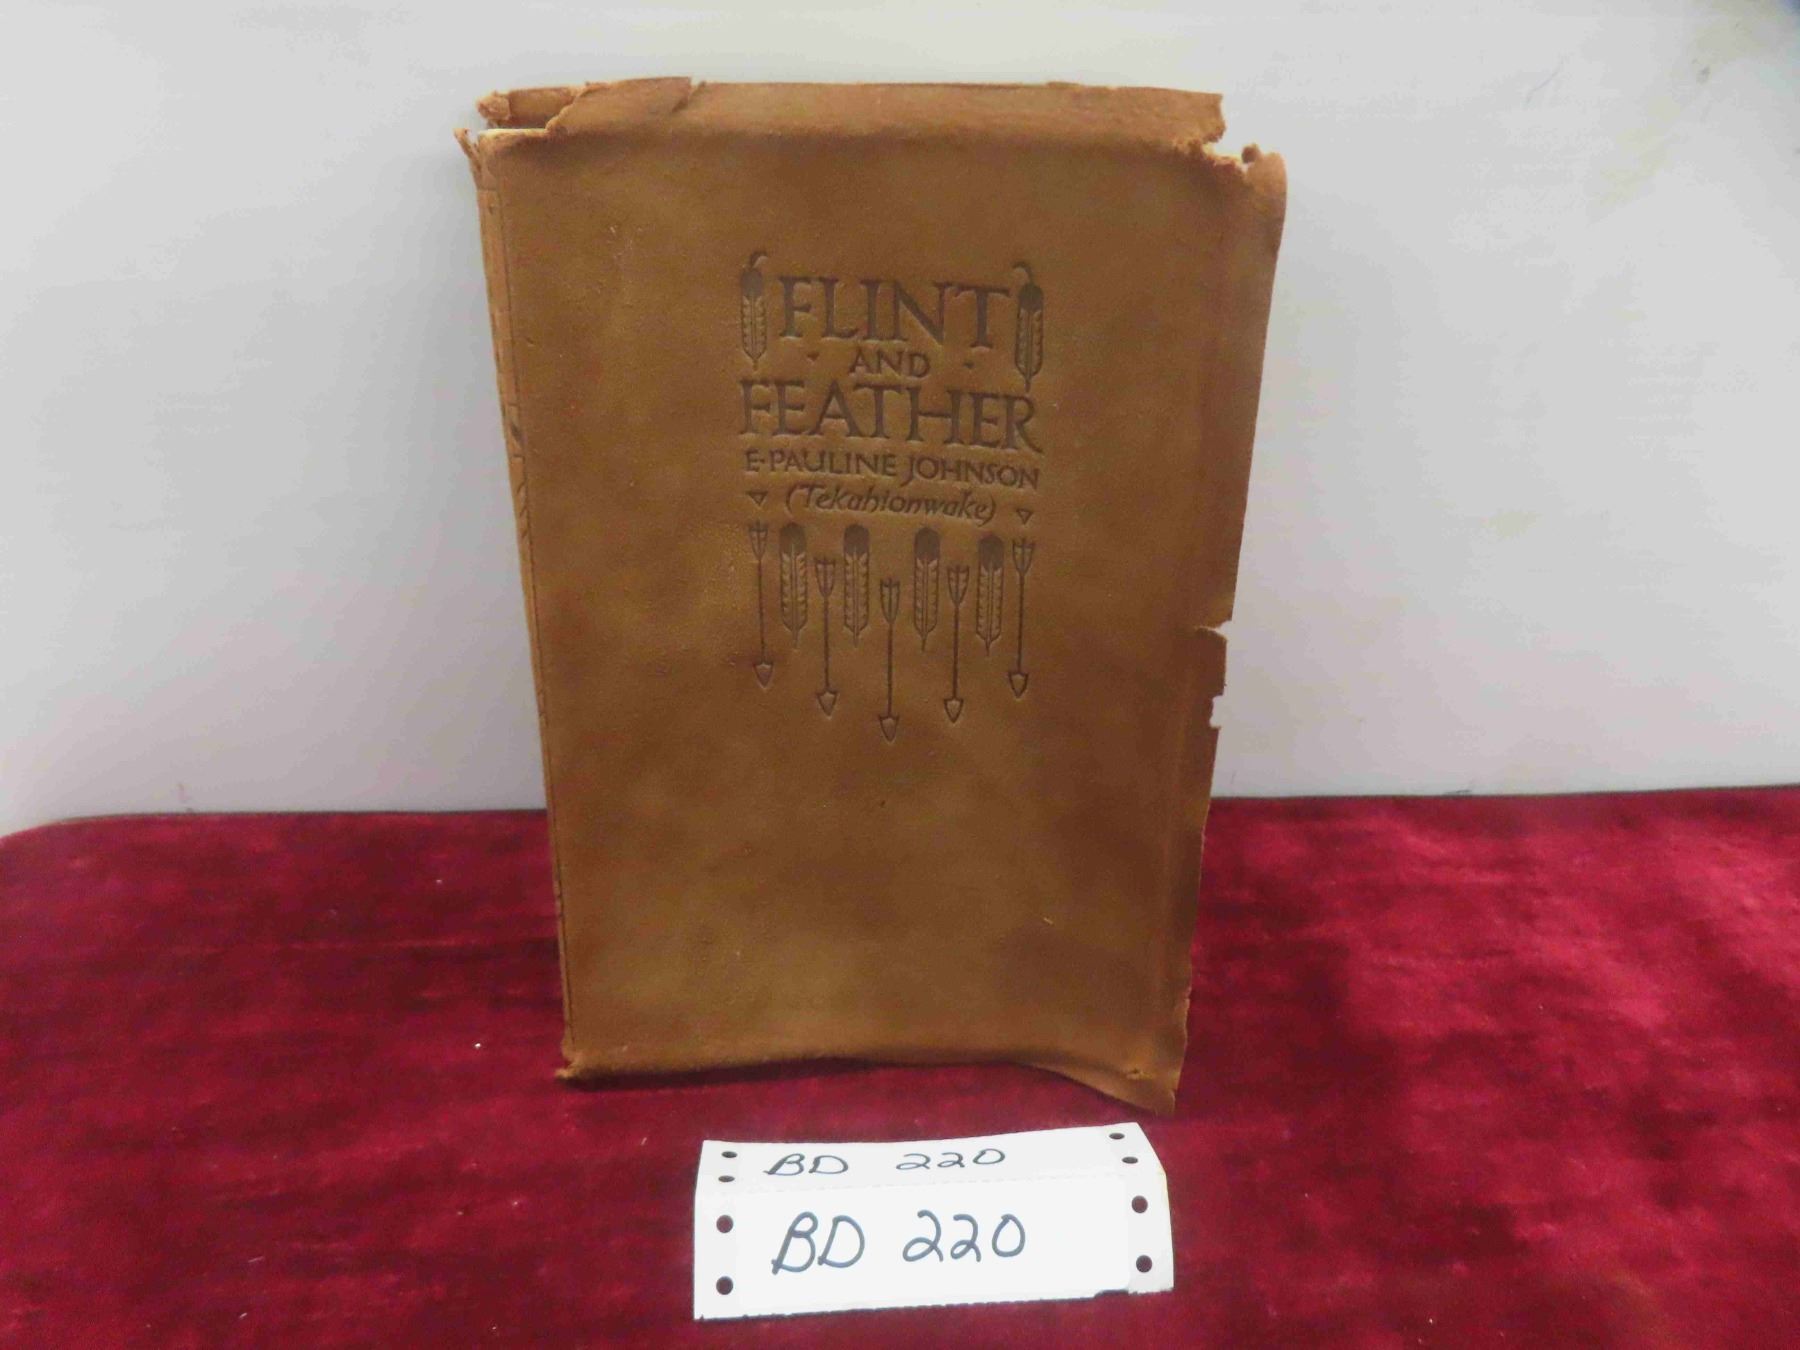 FLINT
AND
FEATHER
E-PAULINE JOHNSON
(Tekahionwake)
BD 220
BD 220